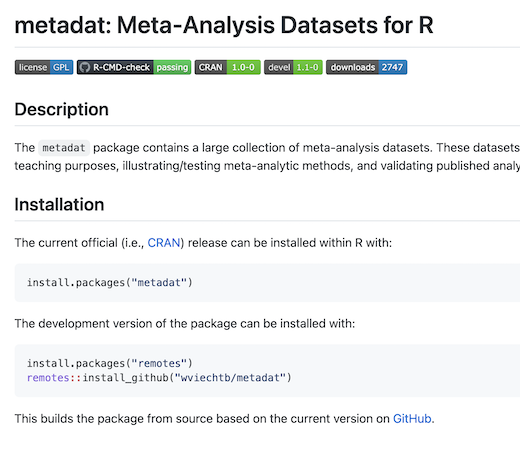 metadat: Meta-Analysis Datasets for R
license GPL R-CMD-check passing CRAN 1.0-0 devel 1.1-0 downloads 2747
Description
The metadat package contains a large collection of meta-analysis datasets. These datasets
teaching purposes, illustrating/testing meta-analytic methods, and validating published
Installation
The current official (i.e., CRAN) release can be installed within R with:
install.packages("metadat")
The development version of the package can be installed with:
install.packages("remotes")
remotes::install_github("wviechtb/metadat")
This builds the package from source based on the current version on GitHub.